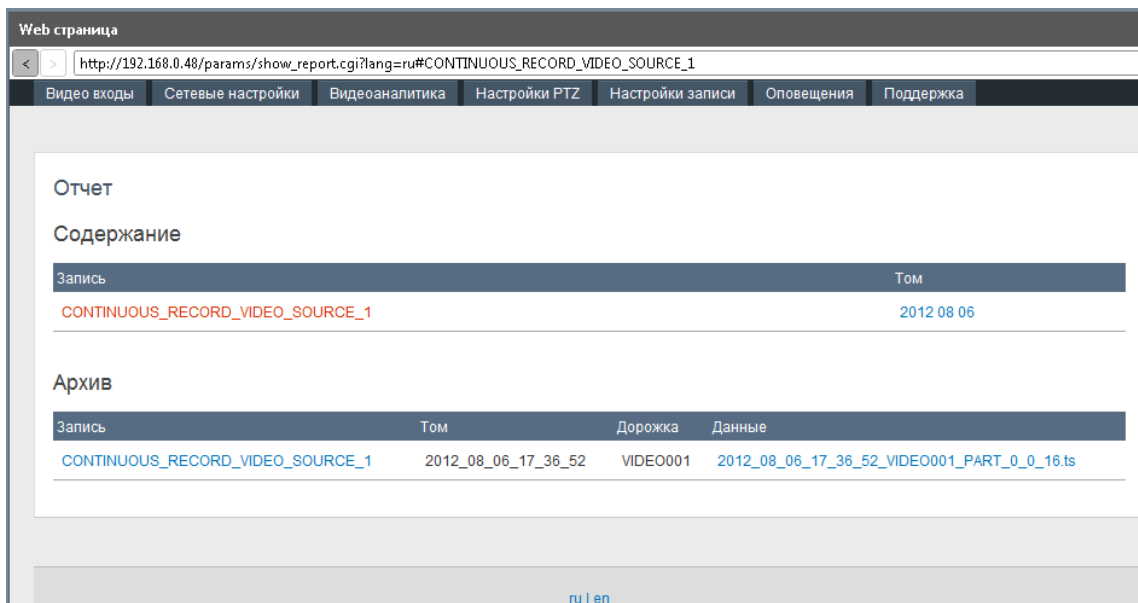 Web страница
< > http://192.168.0.48/params/show_report.cgi?lang=ru#CONTINUOUS_RECORD_VIDEO_SOURCE_1
Видео входы Сетевые настройки Видеоаналитика Настройки PTZ Настройки записи Оповещения Поддержка
Отчет
Содержание
Запись Том
CONTINUOUS_RECORD_VIDEO_SOURCE_1 2012 08 06
Архив
Запись Том Дорожка Данные
CONTINUOUS_RECORD_VIDEO_SOURCE_1 2012_08_06_17_36_52 VIDEO001 2012_08_06_17_36_52_VIDEO001_PART_0_0_16.ts
ru | en